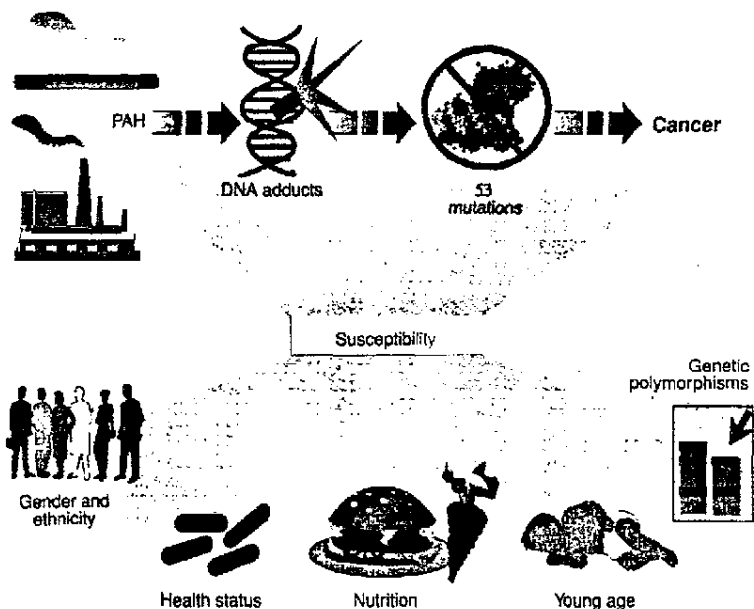 PAH
DNA adducts
53
mutations
Cancer
Susceptibility
Genetic
polymorphisms
Gender and
ethnicity
Health status
Nutrition
Young age